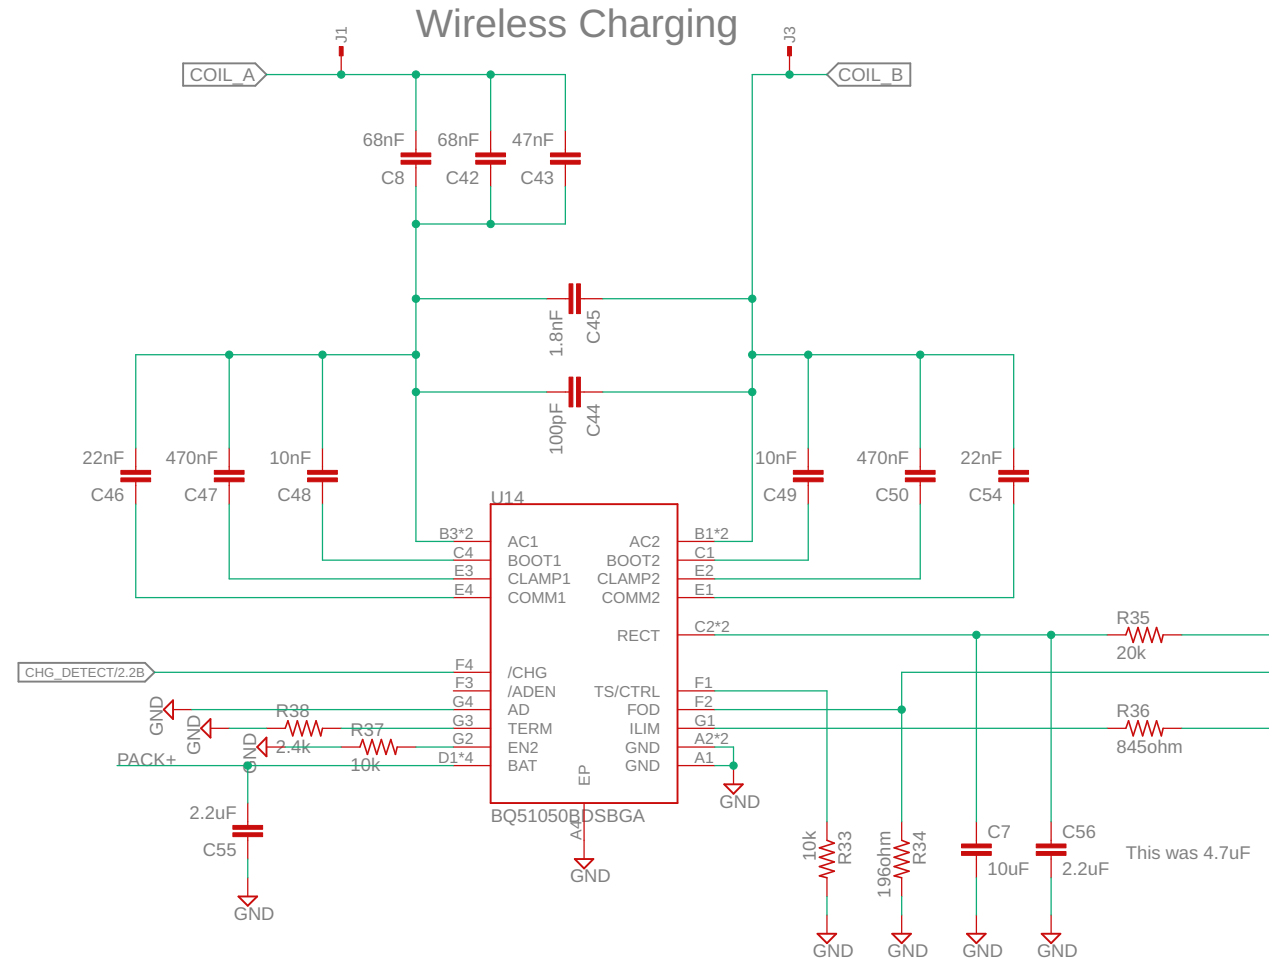 Wireless Charging
J1
J3
COIL_A
COIL_B
68nF
68nF
47nF
C8
C42
C43
1.8nF
C45
100pF
C44
22nF
470nF
10nF
C46
C47
C48
10nF
470nF
22nF
C49
C50
C54
U14
B3*2
AC1
AC2
B1*2
C4
BOOT1
BOOT2
C1
E3
CLAMP1
CLAMP2
E2
E4
COMM1
COMM2
E1
RECT
C2*2
R35
20k
CHG_DETECT/2.2B
F4
/CHG
F3
/ADEN
TS/CTRL
F1
GND
G4
AD
FOD
F2
GND
R38
2.4k
G3
TERM
ILIM
G1
R36
845ohm
GND
R37
10k
G2
EN2
GND
A2*2
PACK+
D1*4
BAT
GND
A1
EP
GND
BQ51050BDSBGA
A4
GND
2.2uF
C55
GND
10k
R33
196ohm
R34
C7
10uF
C56
2.2uF
This was 4.7uF
GND
GND
GND
GND